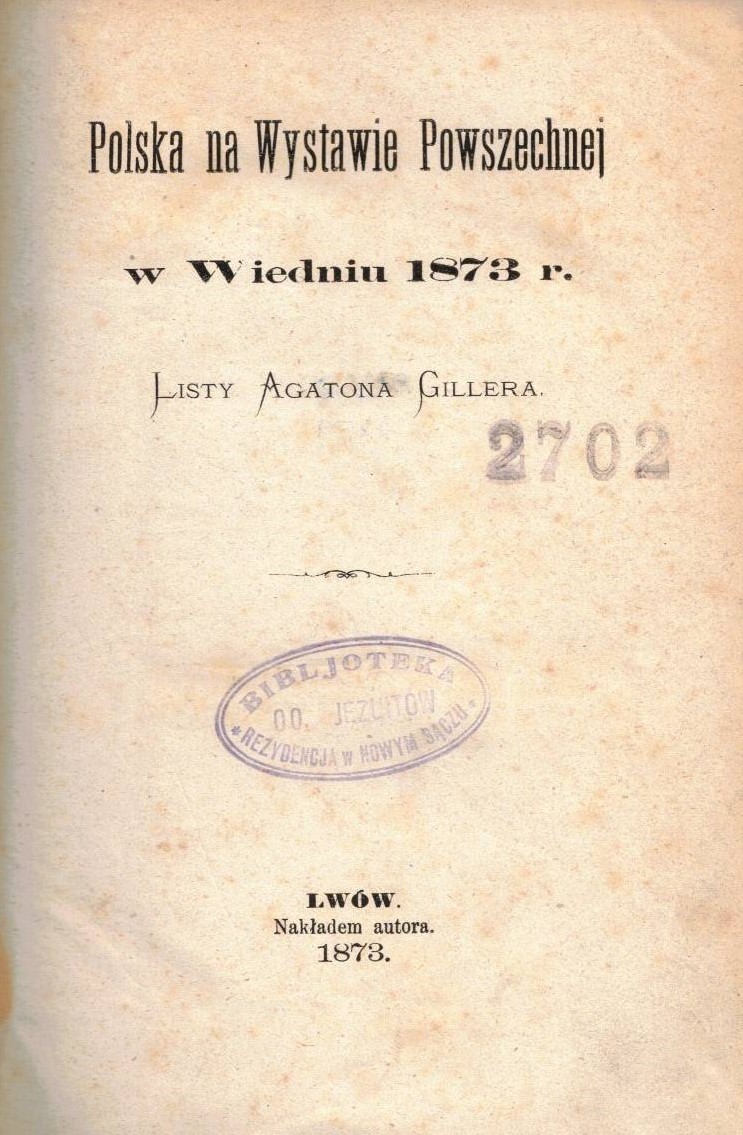 Polska na Wystawie Powszechnej
w Wiedniu 1873 r.
Listy Agatona Gillera.
2702
BIBLJOTEKA
OO. JEZUITÓW
* REZYDENCJA W NOWYM SĄCZU *
LWÓW.
Nakładem autora.
1873.